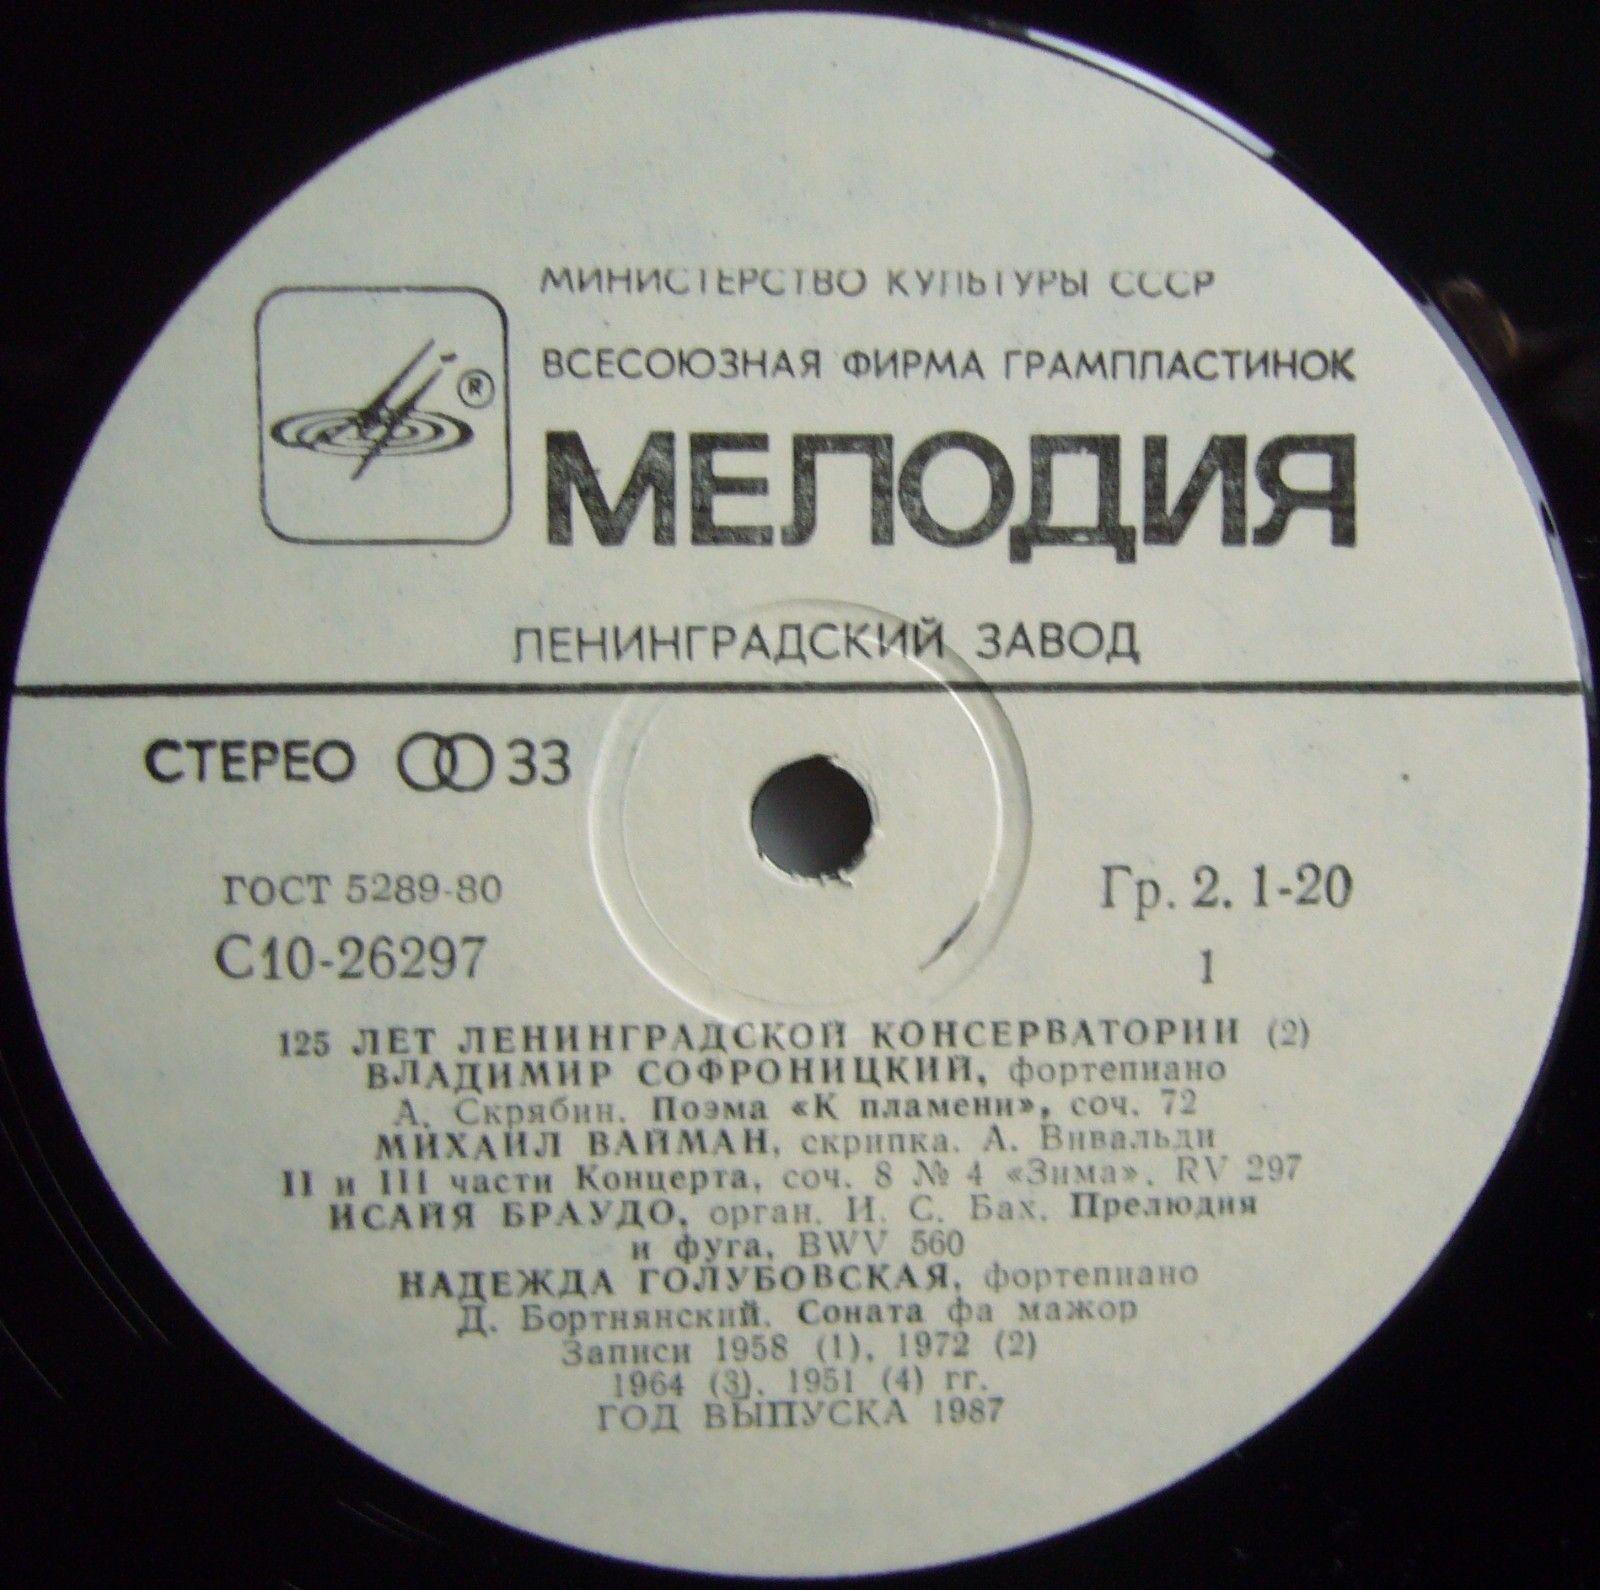 МИНИСТЕРСТВО КУЛЬТУРЫ СССР
ВСЕСОЮЗНАЯ ФИРМА ГРАМПЛАСТИНОК
®
МЕЛОДИЯ
ЛЕНИНГРАДСКИЙ ЗАВОД
СТЕРЕО 33
ГОСТ 5289-80
Гр. 2. 1-20
С10-26297
1
125 ЛЕТ ЛЕНИНГРАДСКОЙ КОНСЕРВАТОРИИ (2)
ВЛАДИМИР СОФРОНИЦКИЙ, фортепиано
А. Скрябин. Поэма «К пламени», соч. 72
МИХАИЛ ВАЙМАН, скрипка. А. Вивальди
II и III части Концерта, соч. 8 № 4 «Зима», RV 297
ИСАЙЯ БРАУДО, орган. И. С. Бах. Прелюдия
и фуга, BWV 560
НАДЕЖДА ГОЛУБОВСКАЯ, фортепиано
Д. Бортнянский. Соната фа мажор
Записи 1958 (1), 1972 (2)
1964 (3), 1951 (4) гг.
ГОД ВЫПУСКА 1987